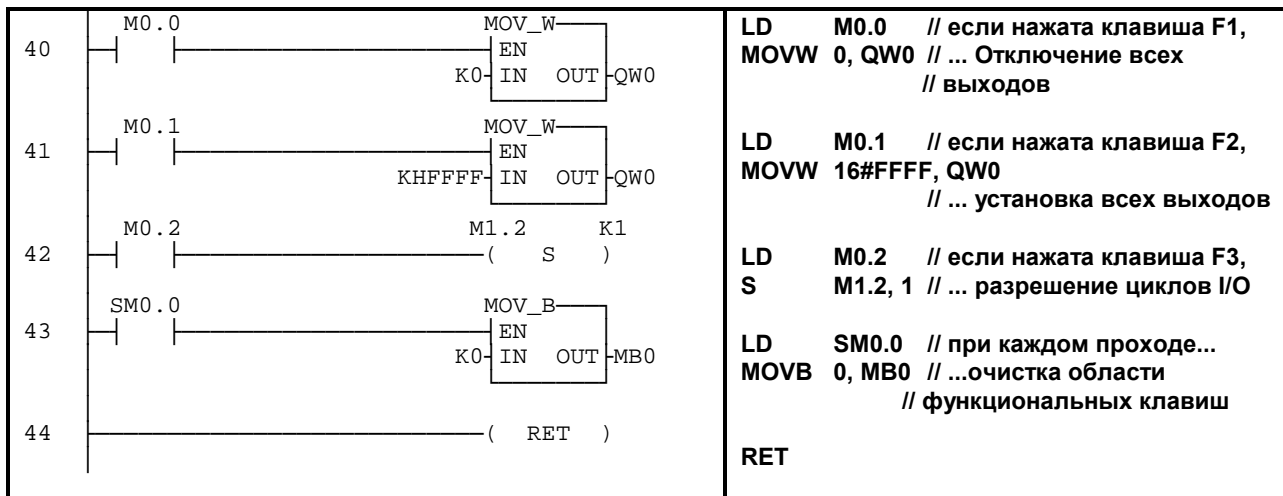 M0.0 MOV_W
40 EN
K0 IN OUT QW0
M0.1 MOV_W
41 EN
KHFFFF IN OUT QW0
M0.2 M1.2 K1
42 ( S )
SM0.0 MOV_B
43 EN
K0 IN OUT MB0
44 ( RET )
LD M0.0 // если нажата клавиша F1,
MOVW 0, QW0 // ... Отключение всех
// выходов
LD M0.1 // если нажата клавиша F2,
MOVW 16#FFFF, QW0
// ... установка всех выходов
LD M0.2 // если нажата клавиша F3,
S M1.2, 1 // ... разрешение циклов I/O
LD SM0.0 // при каждом проходе...
MOVB 0, MB0 // ...очистка области
// функциональных клавиш
RET